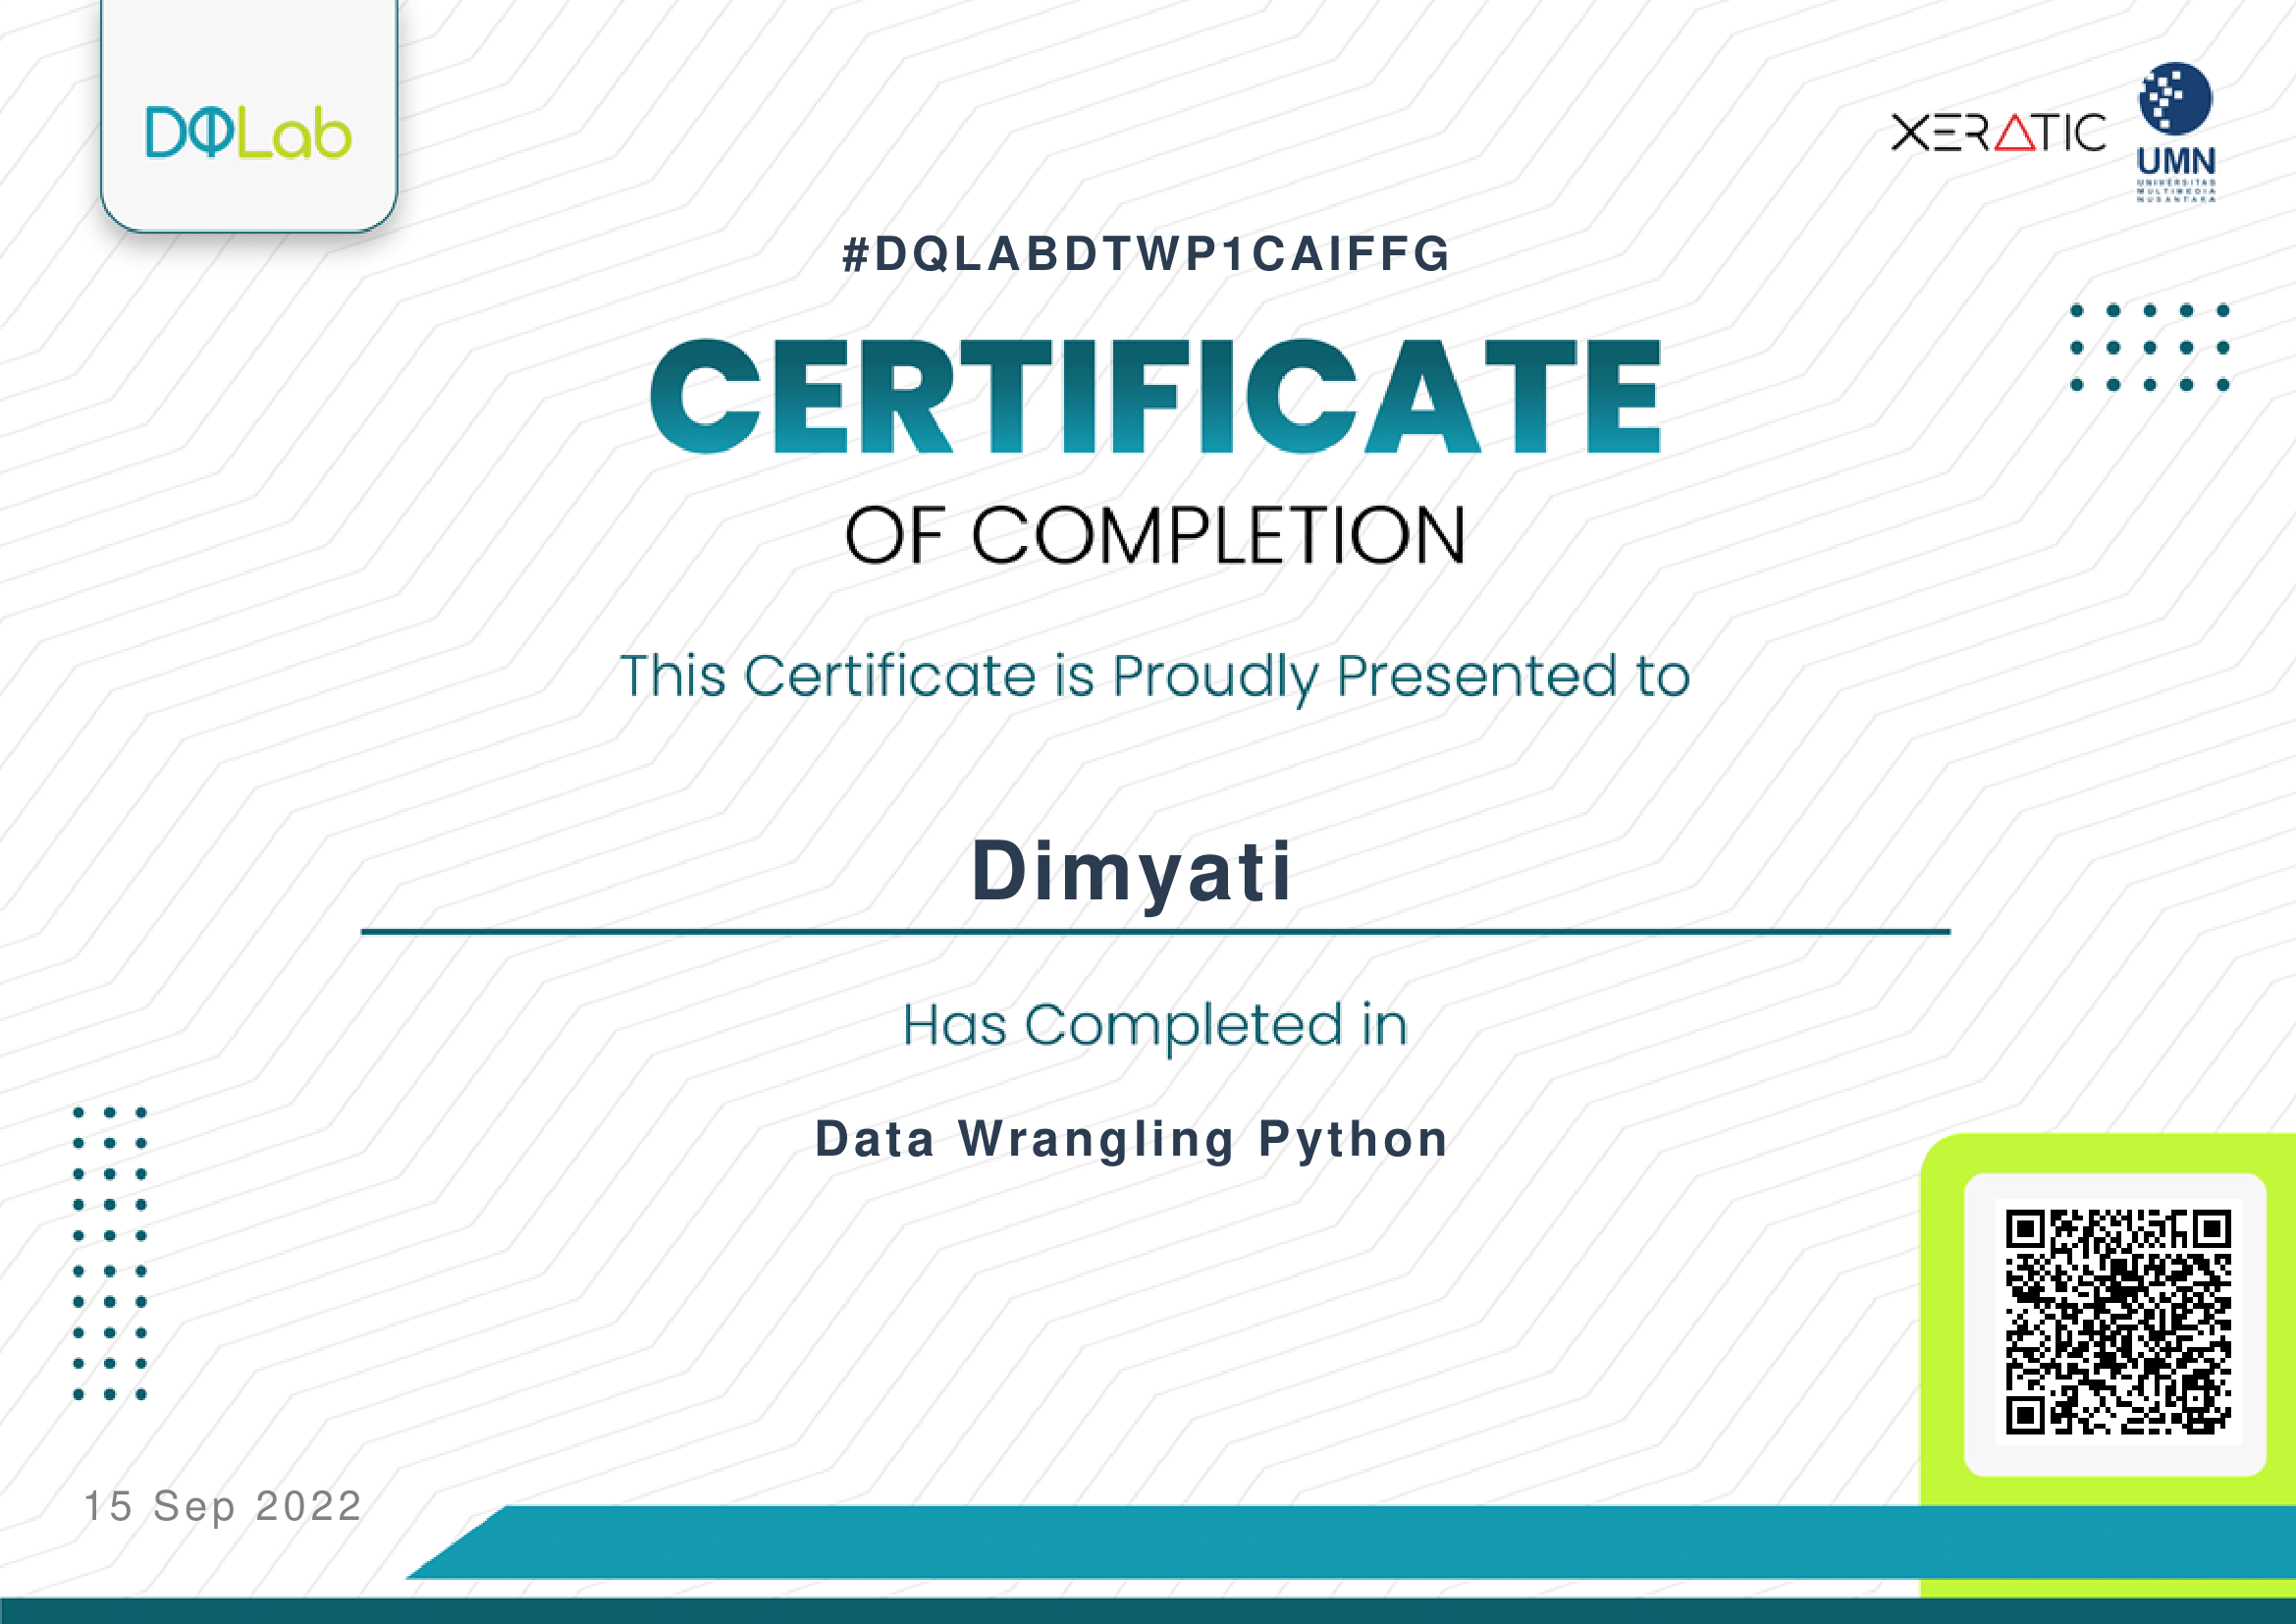 DQLab
XERATIC
UMN
UNIVERSITAS
MULTIMEDIA
NUSANTARA
#DQLABDTWP1CAIFFG
CERTIFICATE
OF COMPLETION
This Certificate is Proudly Presented to
Dimyati
Has Completed in
Data Wrangling Python
15 Sep 2022